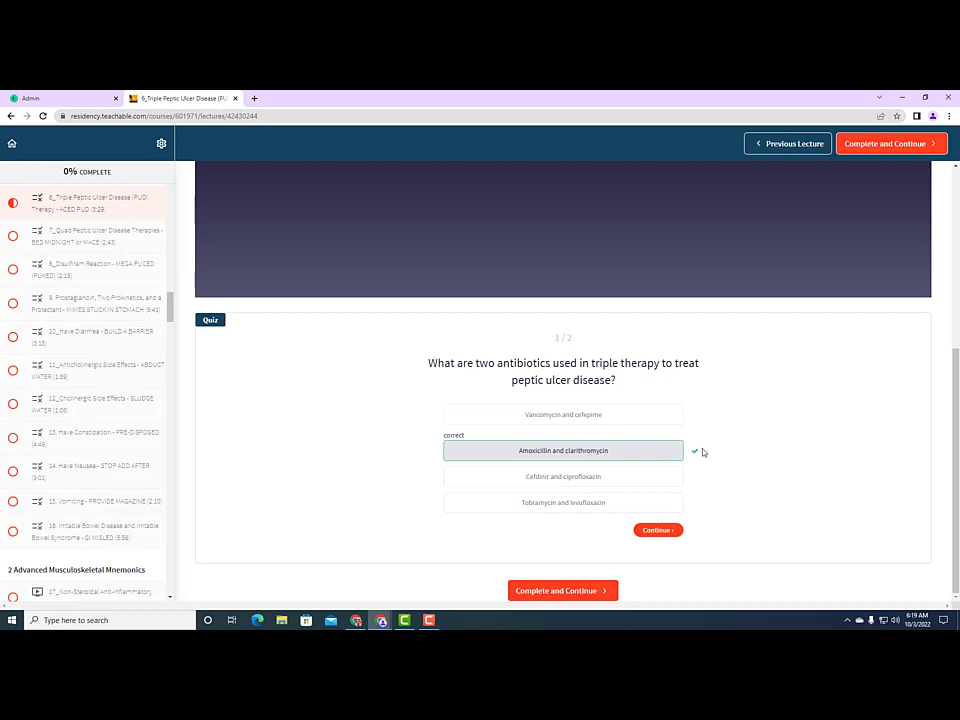 Admin
6_Triple Peptic Ulcer Disease (PU
residency.teachable.com/courses/601971/lectures/42430244
Previous Lecture
Complete and Continue
0% COMPLETE
6_Triple Peptic Ulcer Disease (PUD)
Therapy - ACED PUD (3:29)
7_Quad Peptic Ulcer Disease Therapies -
BED MIDNIGHT or MACE (2:43)
8_Disulfiram Reaction - MEGA PUCED
(PUKED) (2:18)
9. Prostaglandin, Two Prokinetics, and a
Protectant - MMES STUCK IN STOMACH (6:41)
10_Have Diarrhea - BUILD A BARRIER
(3:15)
11_Anticholinergic Side Effects - ABDUCT
WATER (1:39)
12_Cholinergic Side Effects - SLUDGE
WATER (1:06)
13. Have Constipation - PRE-DISPOSED
(4:49)
14. Have Nausea - STOP ADD AFTER
(9:01)
15. Vomiting - PROVIDE MAGAZINE (2:10)
16. Irritable Bowel Disease and Irritable
Bowel Syndrome - GI MISLED (5:58)
2 Advanced Musculoskeletal Mnemonics
17_Non-Steroidal Anti-Inflammatory
Quiz
1 / 2
What are two antibiotics used in triple therapy to treat
peptic ulcer disease?
Vancomycin and cefepime
correct
Amoxicillin and clarithromycin
Cefdinir and ciprofloxacin
Tobramycin and levofloxacin
Continue
Complete and Continue
Type here to search
6:19 AM
10/3/2022